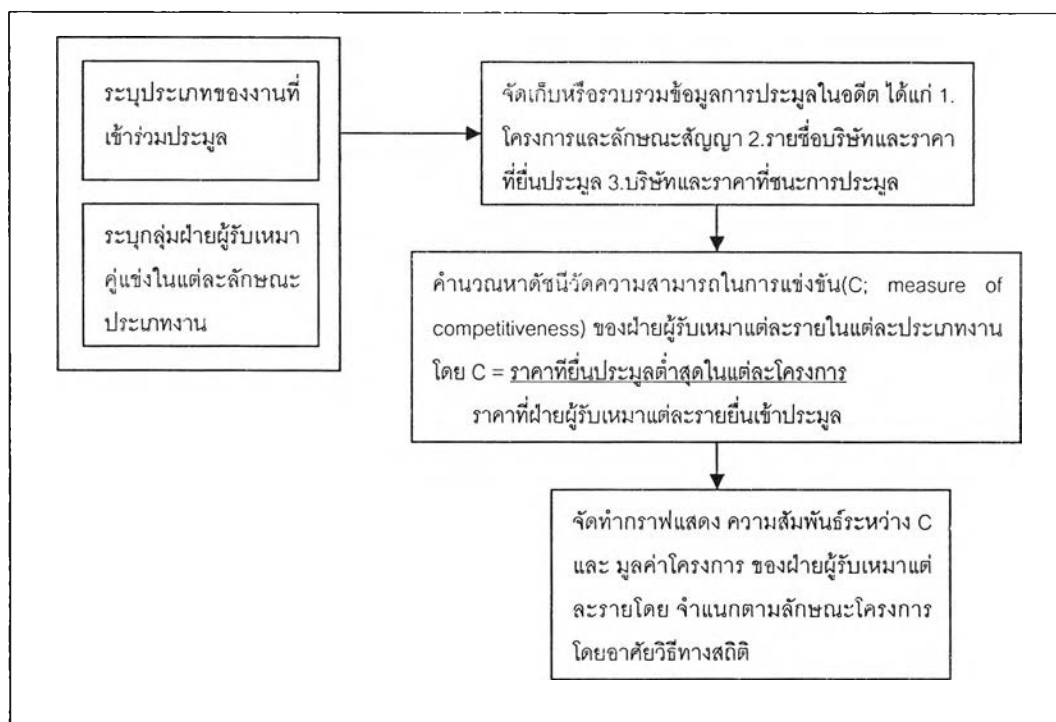 ระบุประเภทของงานที่
เข้าร่วมประมูล
ระบุกลุ่มฝ่ายผู้รับเหมา
คู่แข่งในแต่ละลักษณะ
ประเภทงาน
จัดเก็บหรือรวบรวมข้อมูลการประมูลในอดีต ได้แก่ 1.
โครงการและลักษณะสัญญา 2.รายชื่อบริษัทและราคา
ที่ยื่นประมูล 3.บริษัทและราคาที่ชนะการประมูล
คำนวณหาดัชนีวัดความสามารถในการแข่งขัน(C; measure of
competitiveness) ของฝ่ายผู้รับเหมาแต่ละรายในแต่ละประเภทงาน
โดย C = ราคาที่ยื่นประมูลต่ำสุดในแต่ละโครงการ
ราคาที่ฝ่ายผู้รับเหมาแต่ละรายยื่นเข้าประมูล
จัดทำกราฟแสดง ความสัมพันธ์ระหว่าง C
และ มูลค่าโครงการ ของฝ่ายผู้รับเหมาแต่
ละรายโดย จำแนกตามลักษณะโครงการ
โดยอาศัยวิธีทางสถิติ